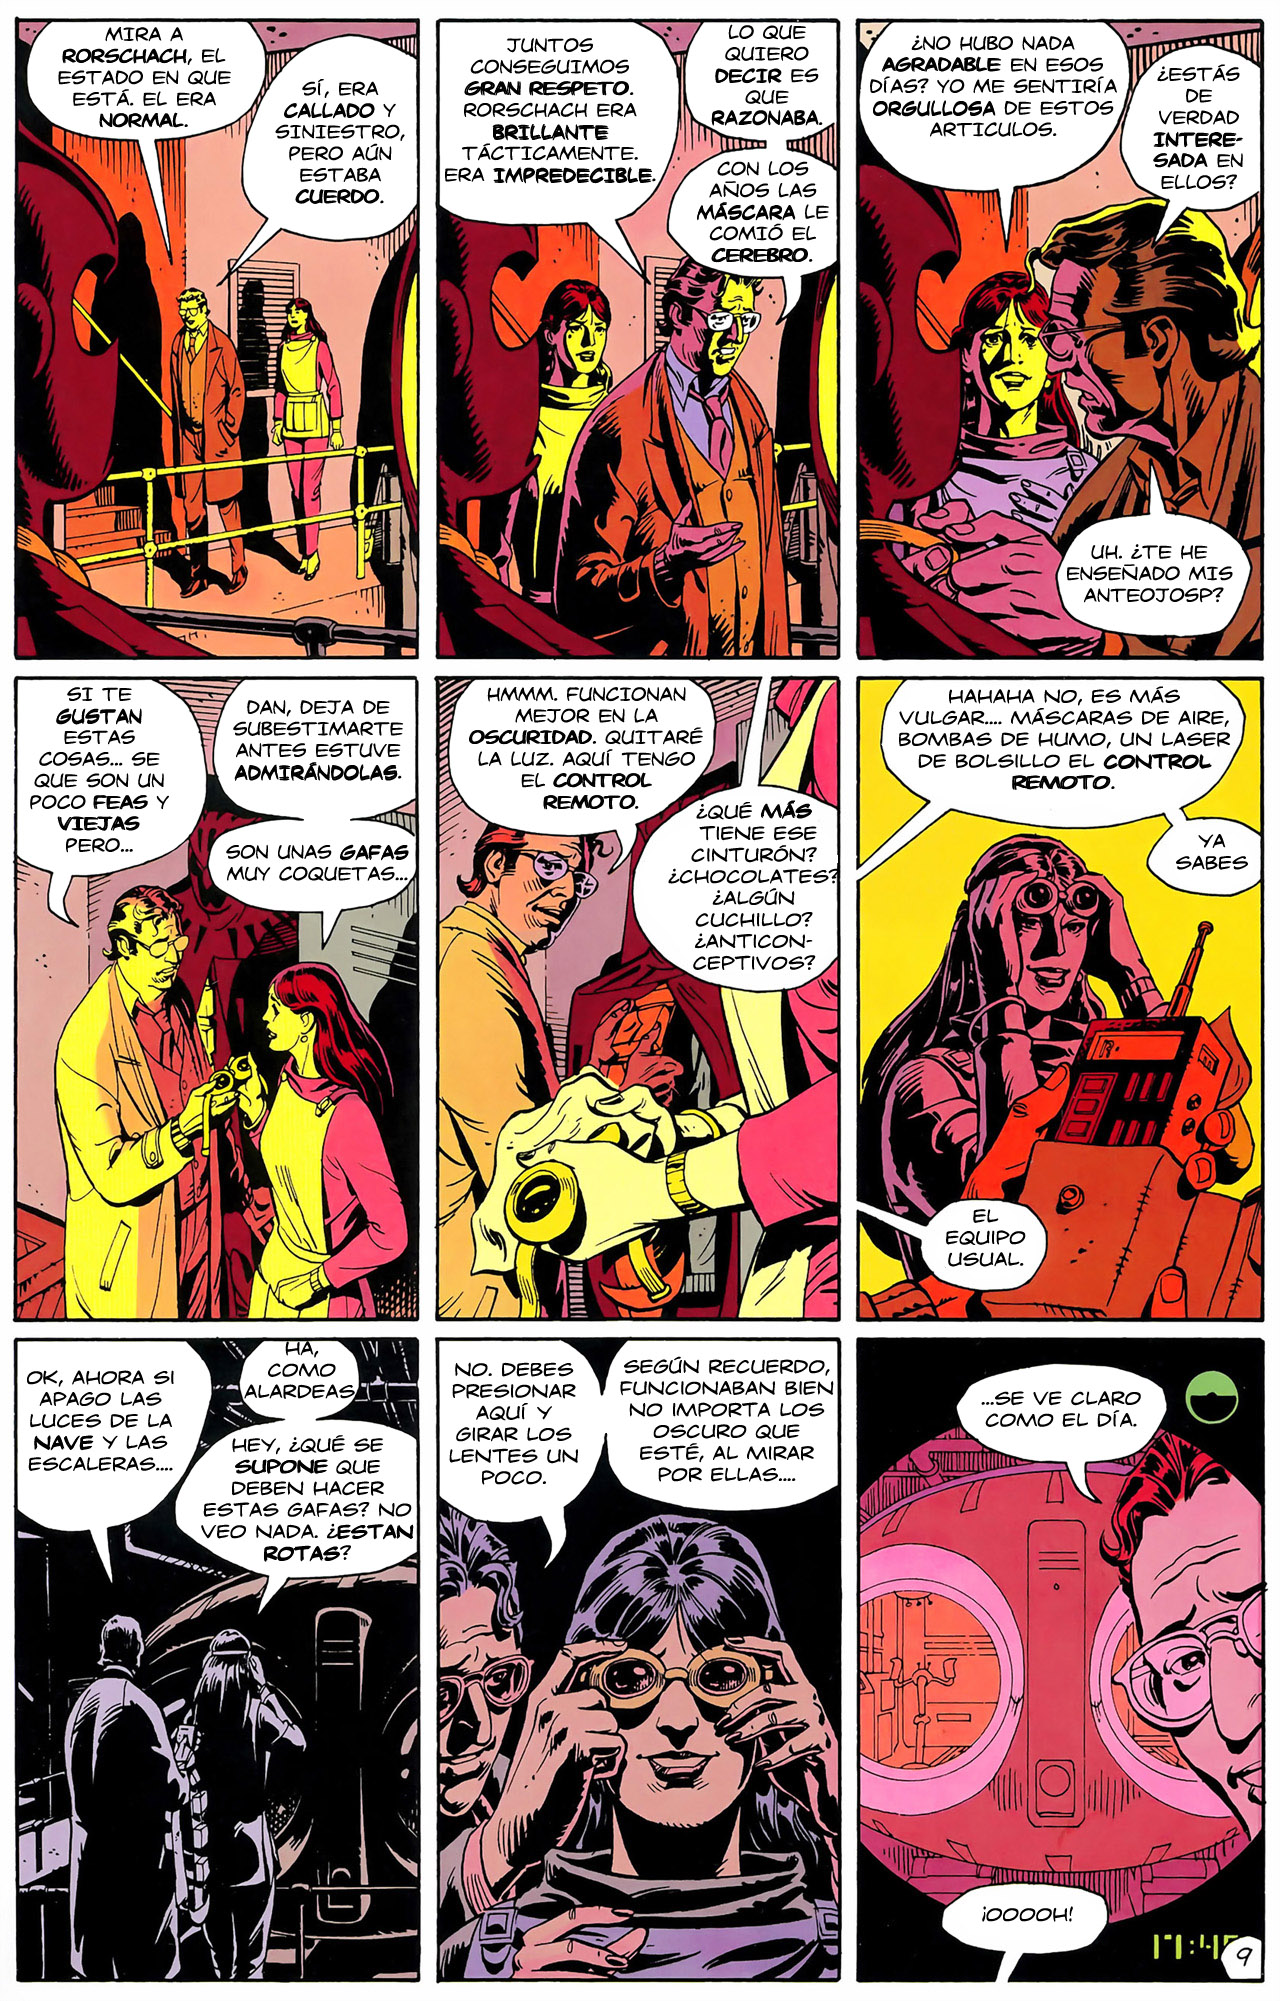 MIRA A
RORSCHACH, EL
ESTADO EN QUE
ESTÁ. EL ERA
NORMAL.
SÍ, ERA
CALLADO Y
SINIESTRO,
PERO AÚN
ESTABA
CUERDO.
JUNTOS
CONSEGUIMOS
GRAN RESPETO.
RORSCHACH ERA
BRILLANTE
TÁCTICAMENTE.
ERA IMPREDECIBLE.
LO QUE
QUIERO
DECIR ES
QUE
RAZONABA.
CON LOS
AÑOS LAS
MÁSCARA LE
COMIÓ EL
CEREBRO.
¿NO HUBO NADA
AGRADABLE EN ESOS
DÍAS? YO ME SENTIRÍA
ORGULLOSA DE ESTOS
ARTICULOS.
¿ESTÁS
DE
VERDAD
INTERE-
SADA EN
ELLOS?
UH. ¿TE HE
ENSEÑADO MIS
ANTEOJOSP?
SI TE
GUSTAN
ESTAS
COSAS... SE
QUE SON UN
POCO FEAS Y
VIEJAS
PERO...
DAN, DEJA DE
SUBESTIMARTE
ANTES ESTUVE
ADMIRÁNDOLAS.
SON UNAS GAFAS
MUY COQUETAS...
HMMM. FUNCIONAN
MEJOR EN LA
OSCURIDAD. QUITARÉ
LA LUZ. AQUÍ TENGO
EL CONTROL
REMOTO.
¿QUÉ MÁS
TIENE ESE
CINTURÓN?
¿CHOCOLATES?
¿ALGÚN
CUCHILLO?
¿ANTICON-
CEPTIVOS?
HAHAHA NO, ES MÁS
VULGAR.... MÁSCARAS DE AIRE,
BOMBAS DE HUMO, UN LASER
DE BOLSILLO EL CONTROL
REMOTO.
YA
SABES
EL
EQUIPO
USUAL.
OK, AHORA SI
APAGO LAS
LUCES DE LA
NAVE Y LAS
ESCALERAS....
HA,
COMO
ALARDEAS
HEY, ¿QUÉ SE
SUPONE QUE
DEBEN HACER
ESTAS GAFAS? NO
VEO NADA. ¿ESTAN
ROTAS?
NO. DEBES
PRESIONAR
AQUÍ Y
GIRAR LOS
LENTES UN
POCO.
SEGÚN RECUERDO,
FUNCIONABAN BIEN
NO IMPORTA LOS
OSCURO QUE
ESTÉ, AL MIRAR
POR ELLAS....
...SE VE CLARO
COMO EL DÍA.
¡OOOOH!
9